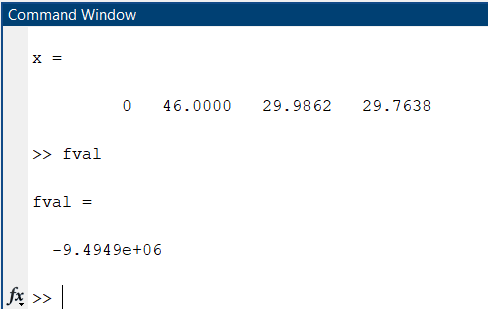 Command Window
x =
0 46.0000 29.9862 29.7638
>> fval
fval =
-9.4949e+06
fx >>